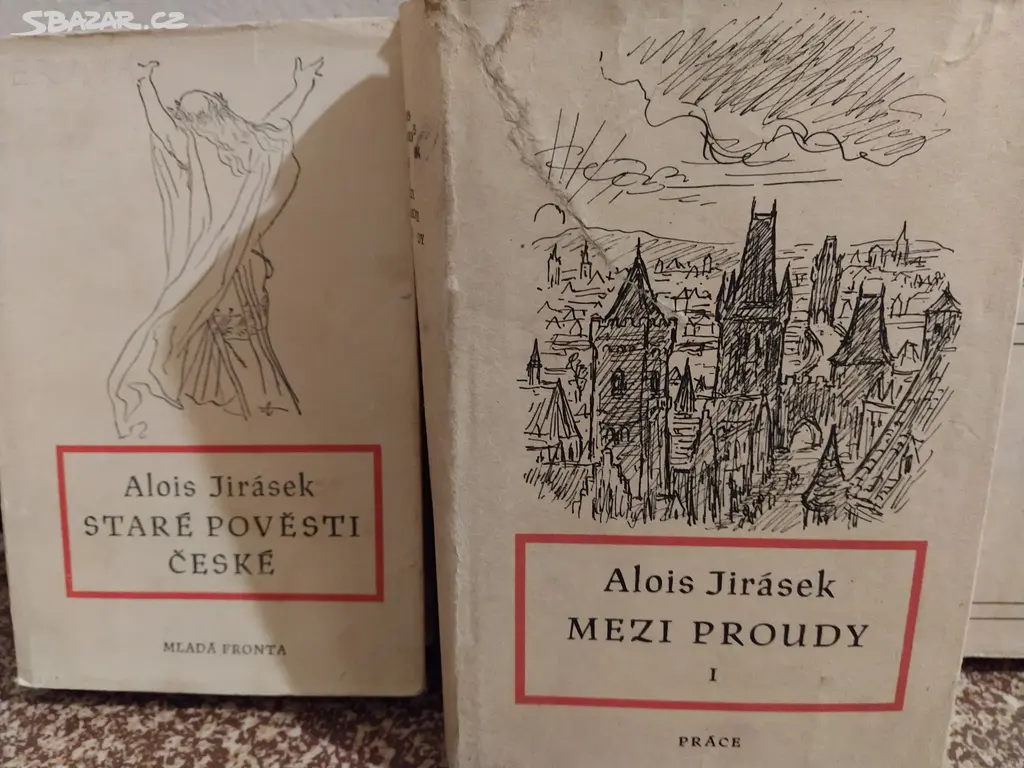 SBAZAR.CZ
Alois Jirásek
STARÉ POVĚSTI
ČESKÉ
MLADÁ FRONTA
Alois Jirásek
MEZI PROUDY
I
PRÁCE